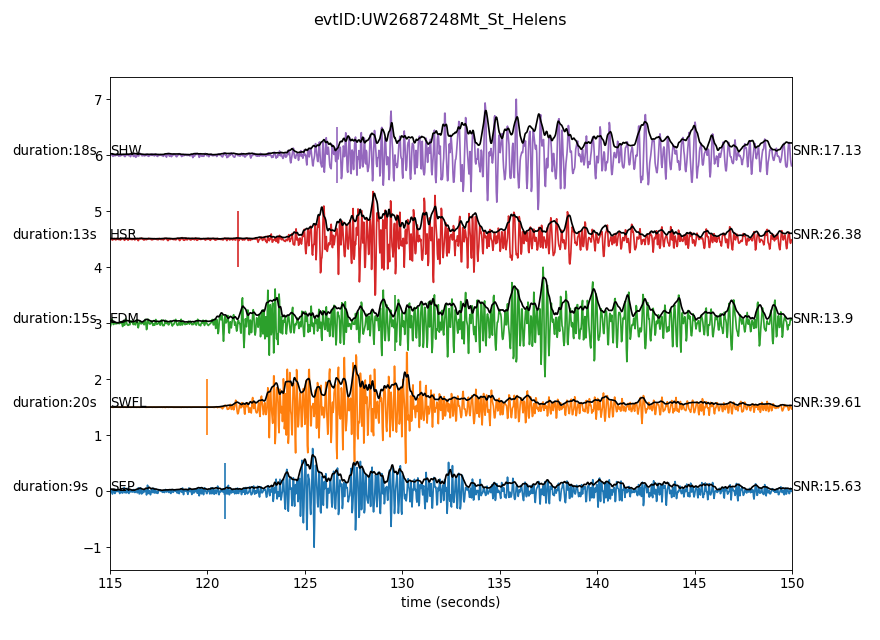 evtID:UW2687248Mt_St_Helens
7
duration:18s 6 SHW SNR:17.13
5
duration:13s HSR SNR:26.38
4
duration:15s 3 EDM SNR:13.9
2
duration:20s SWFL SNR:39.61
1
duration:9s 0 SEP SNR:15.63
−1
115 120 125 130 135 140 145 150
time (seconds)